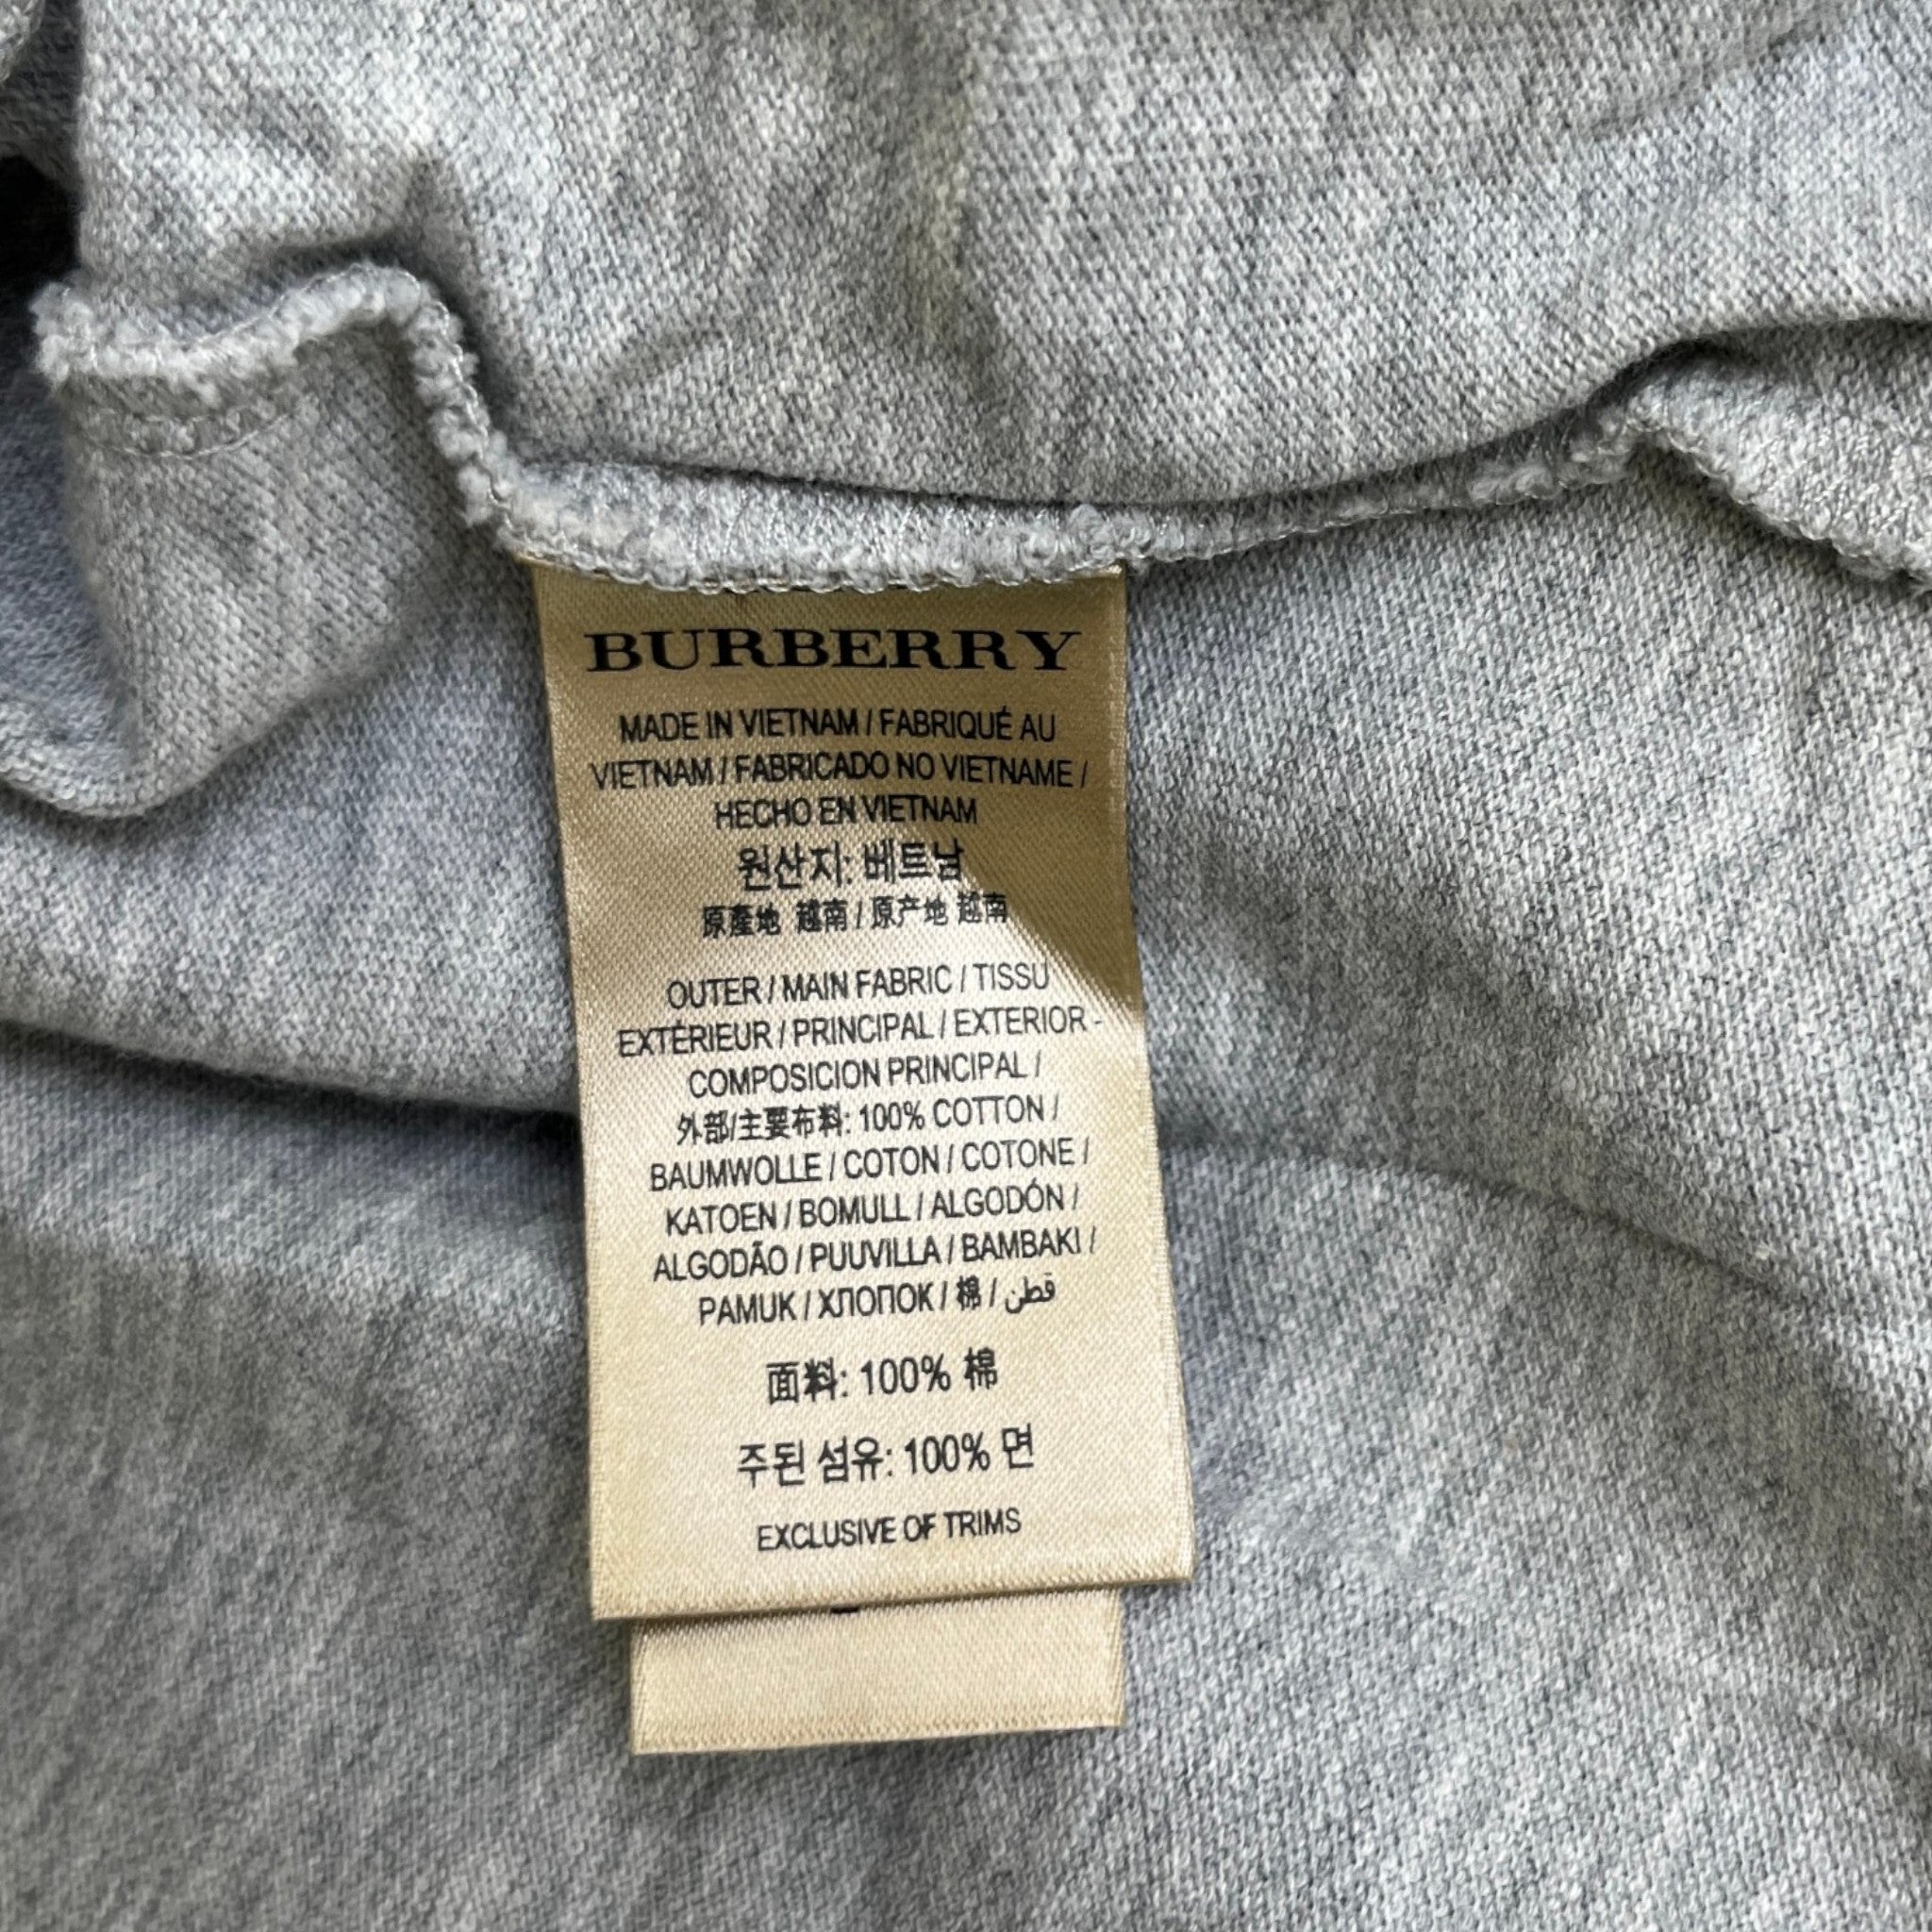 BURBERRY
MADE IN VIETNAM / FABRIQUÉ AU
VIETNAM / FABRICADO NO VIETNAME /
HECHO EN VIETNAM
원산지: 베트남
原產地 越南 / 原产地 越南
OUTER / MAIN FABRIC / TISSU
EXTÉRIEUR / PRINCIPAL / EXTERIOR -
COMPOSICION PRINCIPAL /
外部/主要布料: 100% COTTON /
BAUMWOLLE / COTON / COTONE /
KATOEN / BOMULL / ALGODÓN /
ALGODÃO / PUUVILLA / BAMBAKI /
PAMUK / ХЛОПОК / 棉 / قطن
面料: 100% 棉
주된 섬유: 100% 면
EXCLUSIVE OF TRIMS